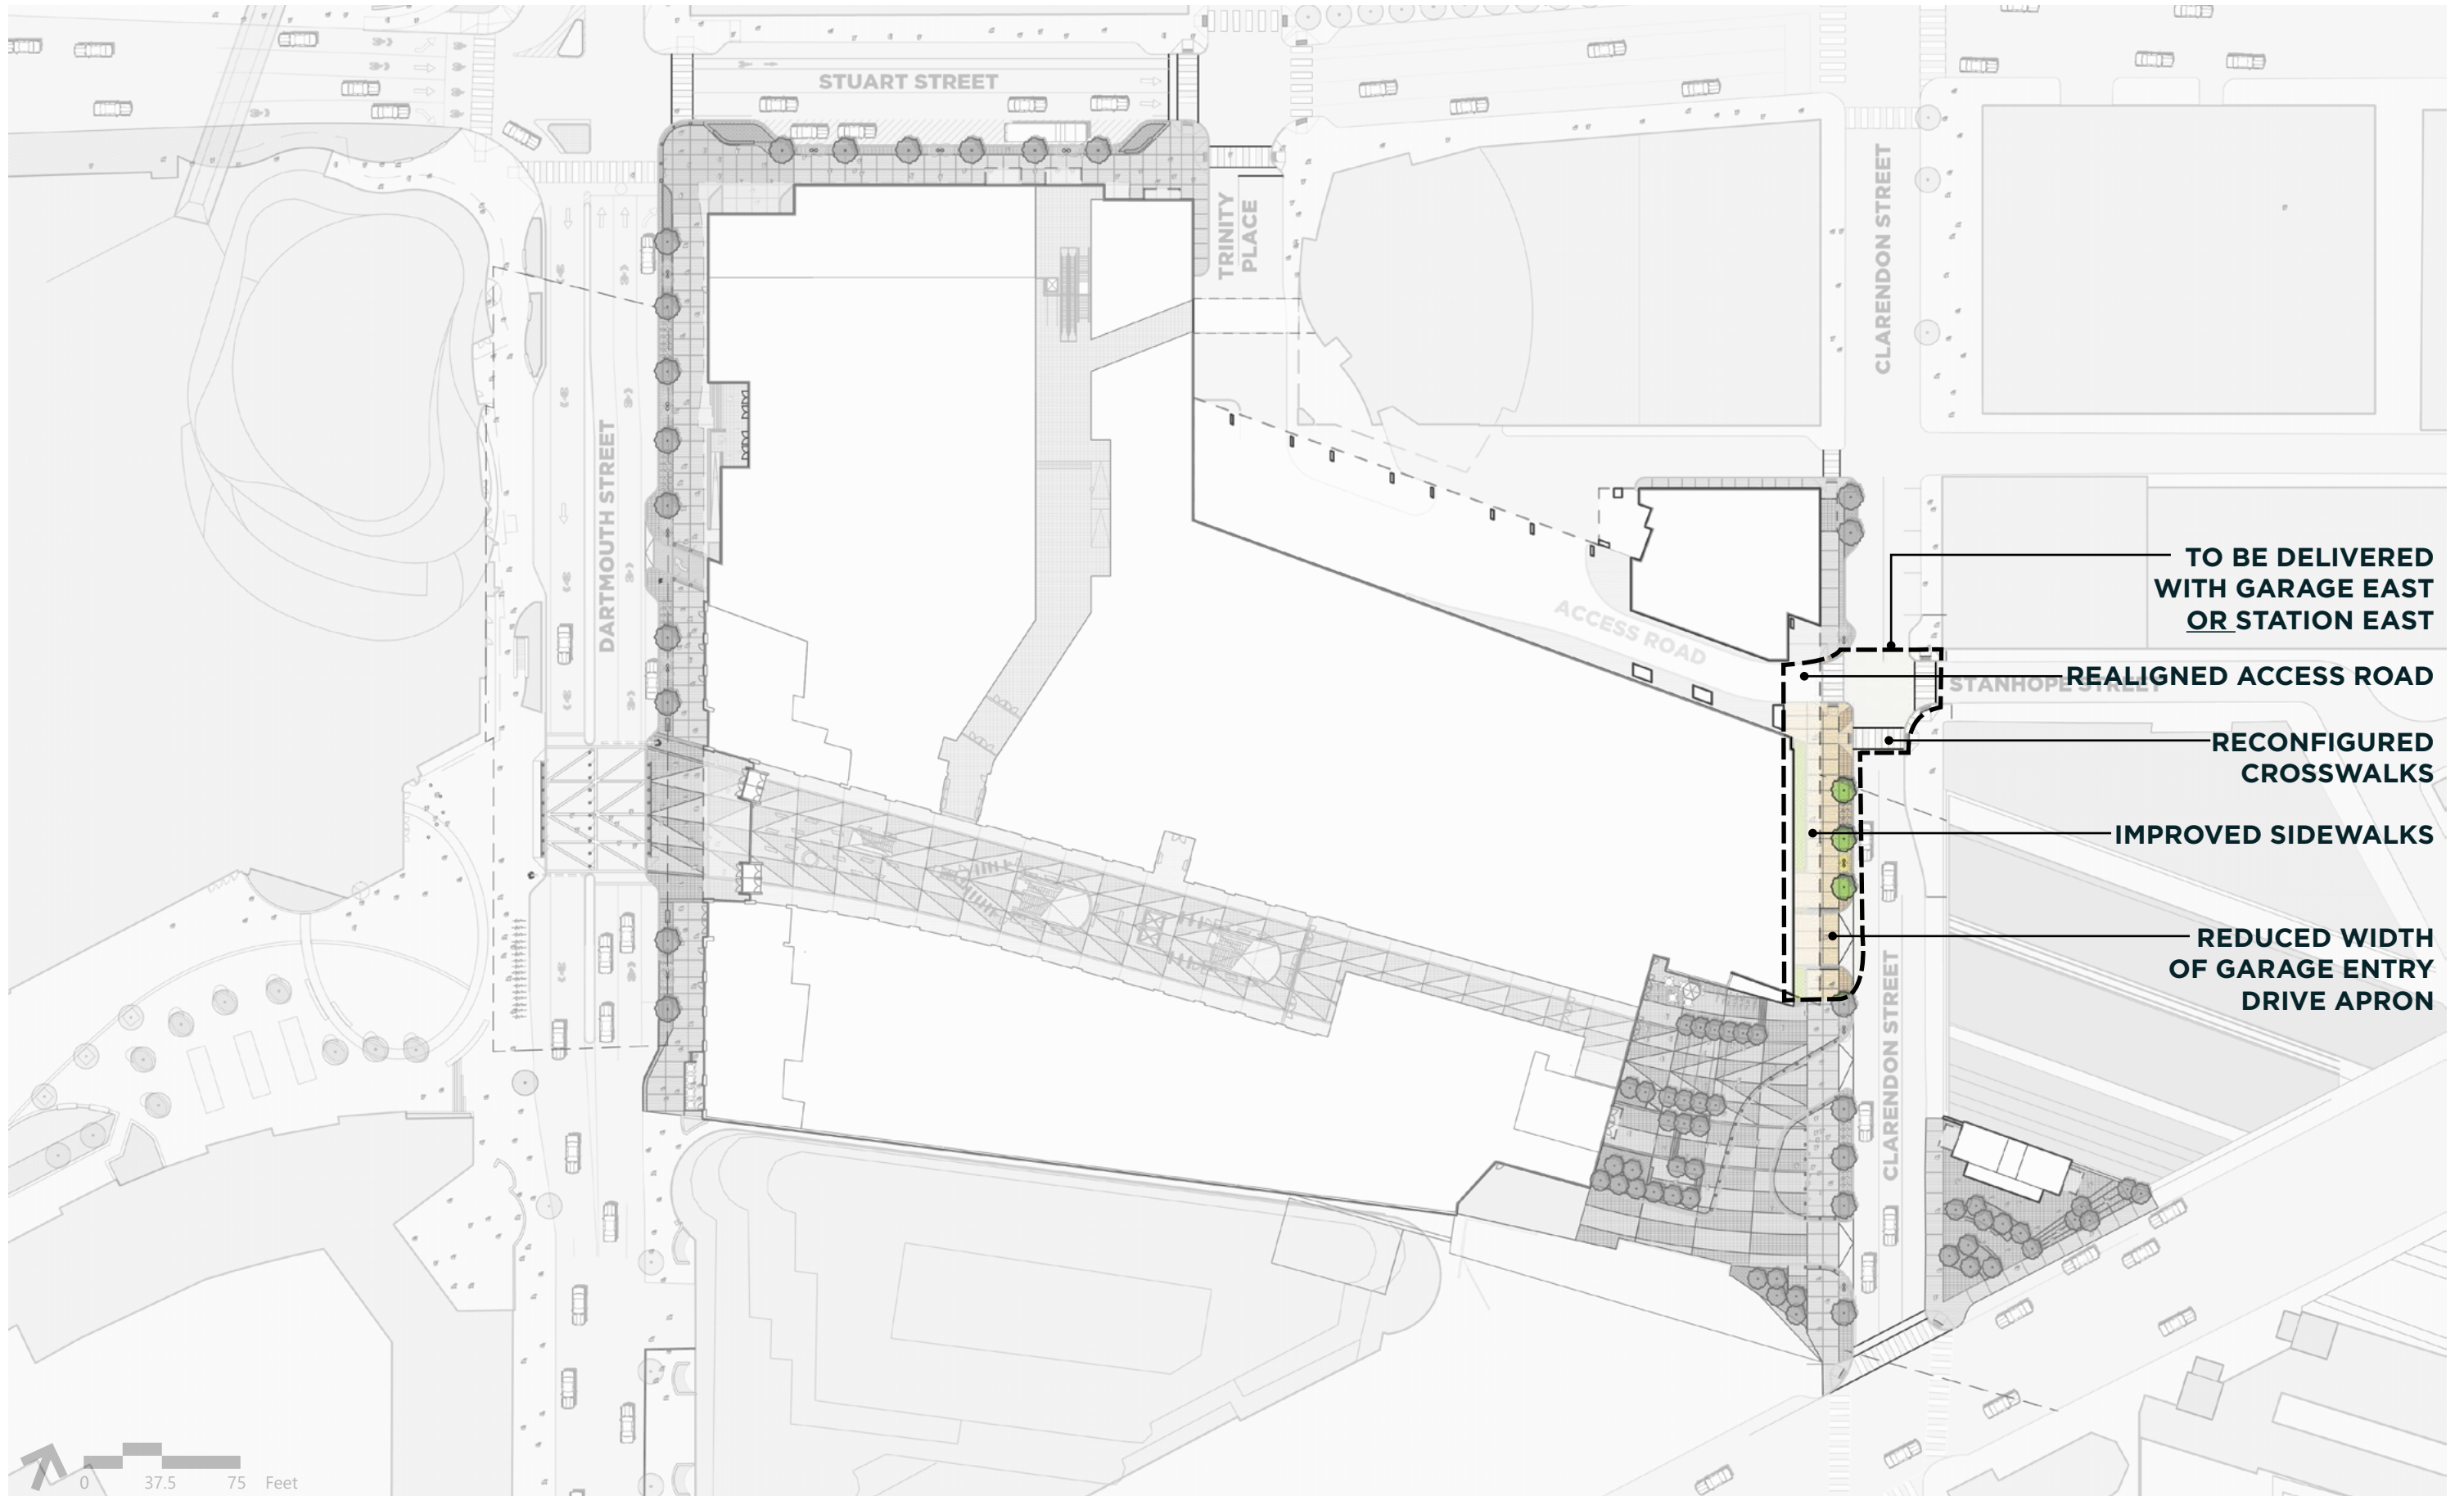 STUART STREET
TRINITY
PLACE
CLARENDON STREET
DARTMOUTH STREET
ACCESS ROAD
TO BE DELIVERED
WITH GARAGE EAST
OR STATION EAST
REALIGNED ACCESS ROAD
STANHOPE STREET
RECONFIGURED
CROSSWALKS
IMPROVED SIDEWALKS
REDUCED WIDTH
OF GARAGE ENTRY
DRIVE APRON
CLARENDON STREET
0 37.5 75 Feet